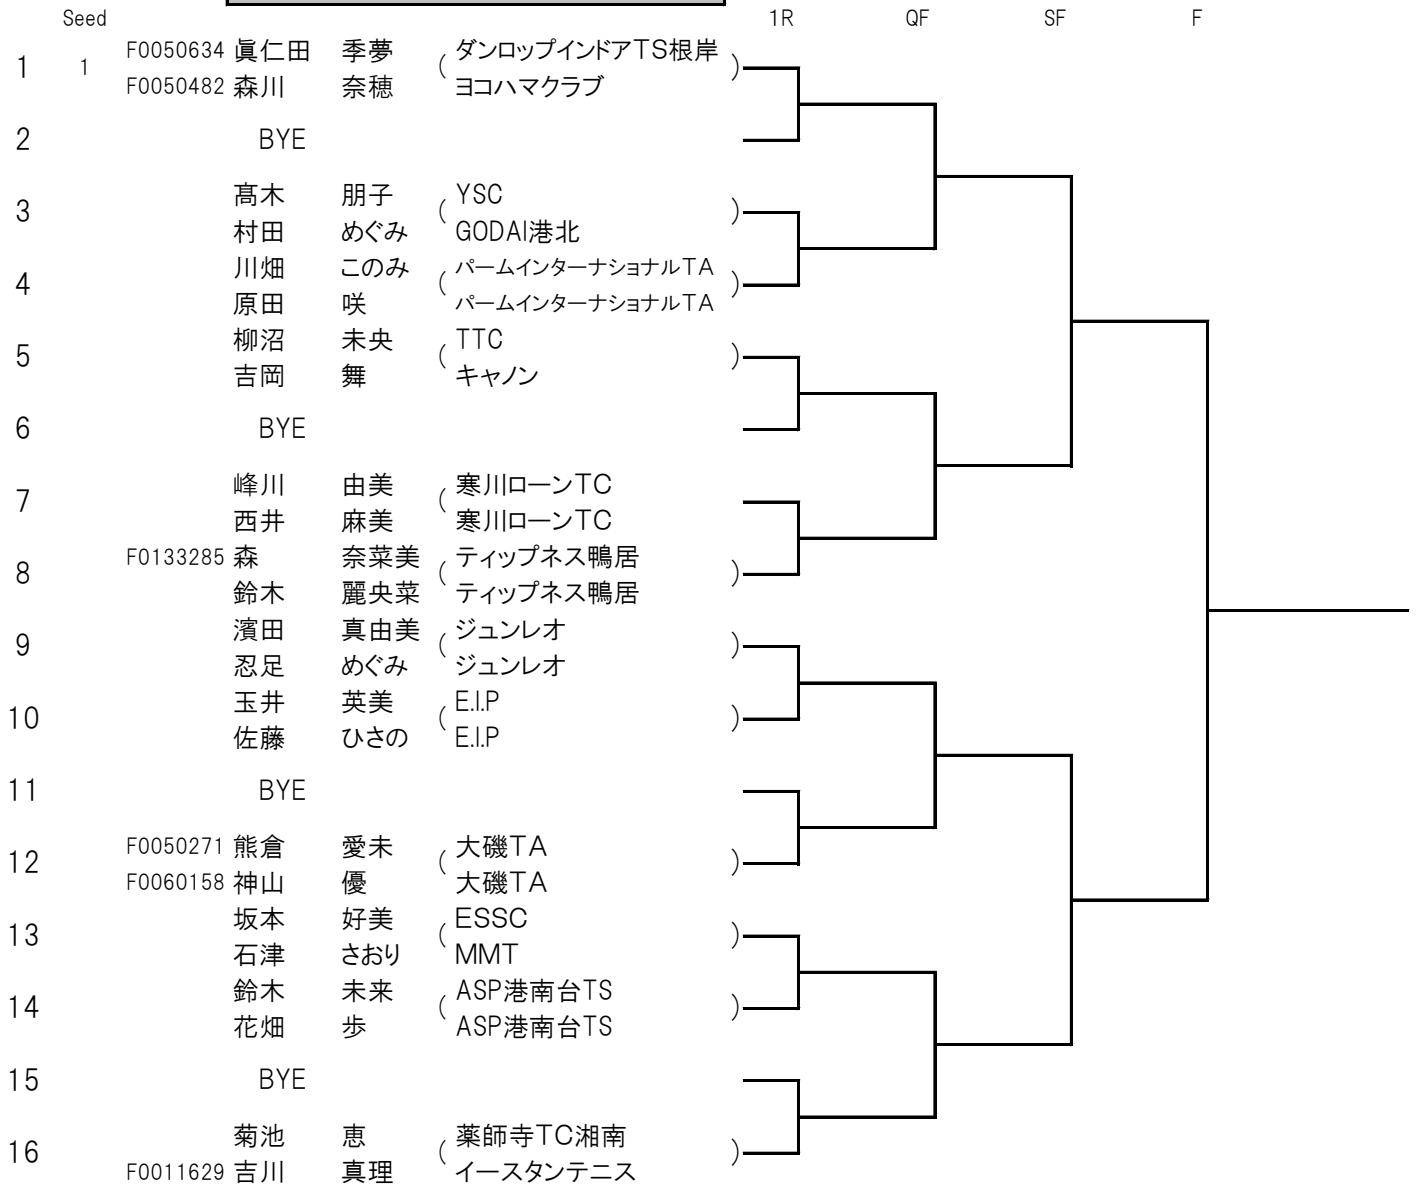 Seed 1R QF SF F
1 1 F0050634 眞仁田 季夢 ( ダンロップインドアTS根岸 )
F0050482 森川 奈穂 ヨコハマクラブ
2 BYE
3 髙木 朋子 ( YSC )
村田 めぐみ GODAI港北
4 川畑 このみ ( パームインターナショナルTA )
原田 咲 パームインターナショナルTA
5 柳沼 未央 ( TTC )
吉岡 舞 キャノン
6 BYE
7 峰川 由美 ( 寒川ローンTC )
西井 麻美 寒川ローンTC
8 F0133285 森 奈菜美 ( ティップネス鴨居 )
鈴木 麗央菜 ティップネス鴨居
9 濱田 真由美 ( ジュンレオ )
忍足 めぐみ ジュンレオ
10 玉井 英美 ( E.I.P )
佐藤 ひさの E.I.P
11 BYE
12 F0050271 熊倉 愛未 ( 大磯TA )
F0060158 神山 優 大磯TA
13 坂本 好美 ( ESSC )
石津 さおり MMT
14 鈴木 未来 ( ASP港南台TS )
花畑 歩 ASP港南台TS
15 BYE
16 菊池 恵 ( 薬師寺TC湘南 )
F0011629 吉川 真理 イースタンテニス